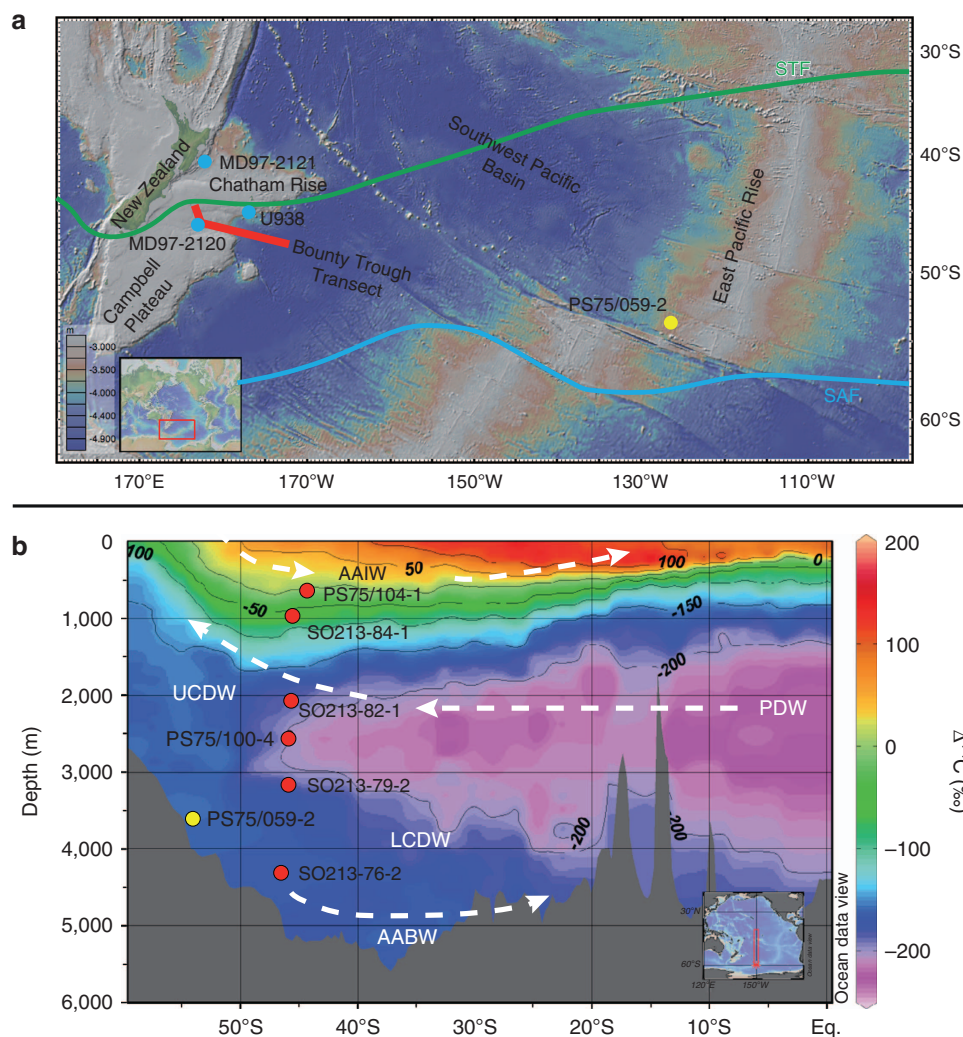 a
30°S
STF
40°S
MD97-2121
New Zealand
Chatham Rise
Southwest Pacific
Basin
U938
MD97-2120
Bounty Trough
Transect
Campbell
Plateau
East Pacific Rise
50°S
PS75/059-2
m
-3.000
-3.500
-4.400
-4.900
SAF
60°S
170°E
170°W
150°W
130°W
110°W
b
100
0
50
100
0
200
AAIW
PS75/104-1
-50
-150
1,000
SO213-84-1
100
-200
UCDW
2,000
SO213-82-1
PDW
PS75/100-4
0
Depth (m)
3,000
SO213-79-2
PS75/059-2
-200
-200
LCDW
4,000
−100
SO213-76-2
5,000
AABW
30°N
60°S
120°E
150°W
Ocean data view
−200
6,000
50°S
40°S
30°S
20°S
10°S
Eq.
Ocean data view